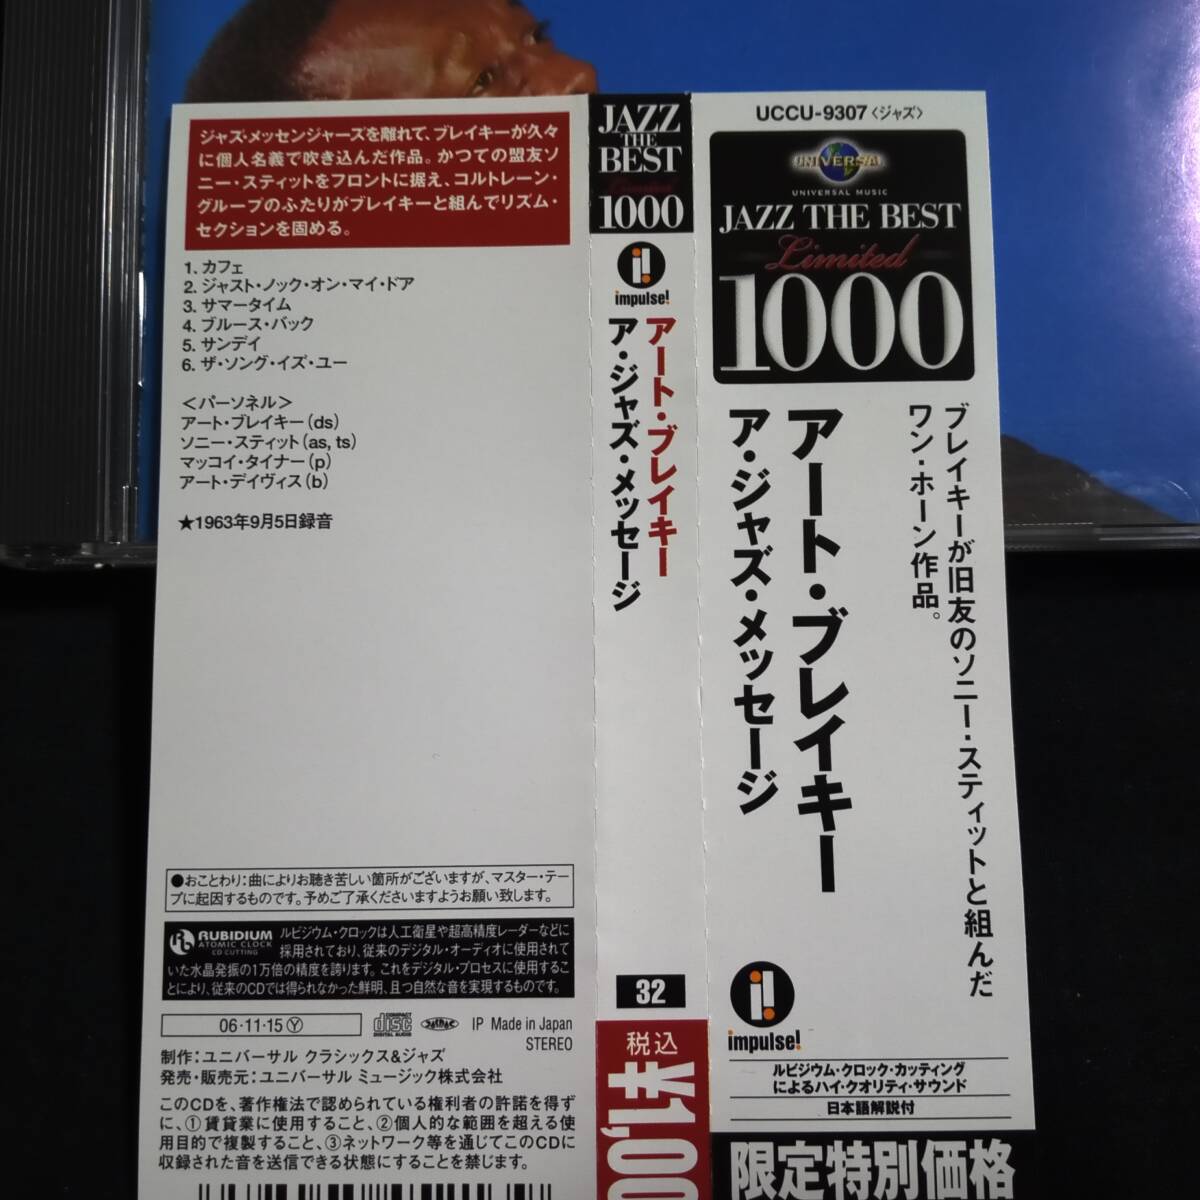 ジャズ・メッセンジャーズを離れて、ブレイキーが久々
に個人名義で吹き込んだ作品。かつての盟友ソ
ニー・スティットをフロントに据え、コルトレーン・
グループのふたりがブレイキーと組んでリズム・
セクションを固める。
1. カフェ
2. ジャスト・ノック・オン・マイ・ドア
3. サマータイム
4. ブルース・バック
5. サンデイ
6. ザ・ソング・イズ・ユー
＜パーソネル＞
アート・ブレイキー(ds)
ソニー・スティット(as, ts)
マッコイ・タイナー(p)
アート・デイヴィス(b)
★1963年9月5日録音
●おことわり：曲によりお聴き苦しい箇所がございますが、マスター・テー
プに起因するものです。予めご了承くださいますようお願い致します。
RUBIDIUM
ATOMIC CLOCK
CD CUTTING
ルビジウム・クロックは人工衛星や超高精度レーダーなどに
採用されており、従来のデジタル・オーディオに使用されて
いた水晶発振の1万倍の精度を誇ります。これをデジタル・プロセスに使用するこ
とにより、従来のCDでは得られなかった鮮明、且つ自然な音を実現するものです。
06・11・15Ⓨ
COMPACT
disc
DIGITAL AUDIO
IP Made in Japan
STEREO
制作：ユニバーサル クラシックス&ジャズ
発売・販売元：ユニバーサル ミュージック株式会社
このCDを、著作権法で認められている権利者の許諾を得ず
に、①賃貸業に使用すること、②個人的な範囲を超える使
用目的で複製すること、③ネットワーク等を通じてこのCDに
収録された音を送信できる状態にすることを禁じます。
JAZZ
THE
BEST
Limited
1000
impulse!
アート・ブレイキー
ア・ジャズ・メッセージ
32
税込
¥1,00
UCCU-9307〈ジャズ〉
UNIVERSAL
UNIVERSAL MUSIC
JAZZ THE BEST
Limited
1000
ブレイキーが旧友のソニー・スティットと組んだ
ワン・ホーン作品。
アート・ブレイキー
ア・ジャズ・メッセージ
impulse!
ルビジウム・クロック・カッティング
によるハイ・クオリティ・サウンド
日本語解説付
限定特別価格